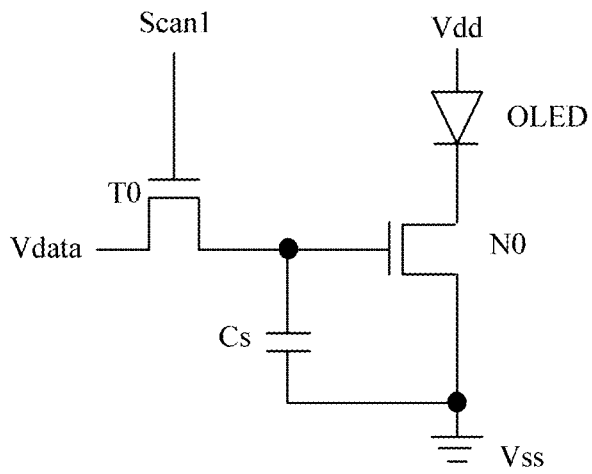 Scan1
Vdd
OLED
T0
Vdata
N0
Cs
Vss